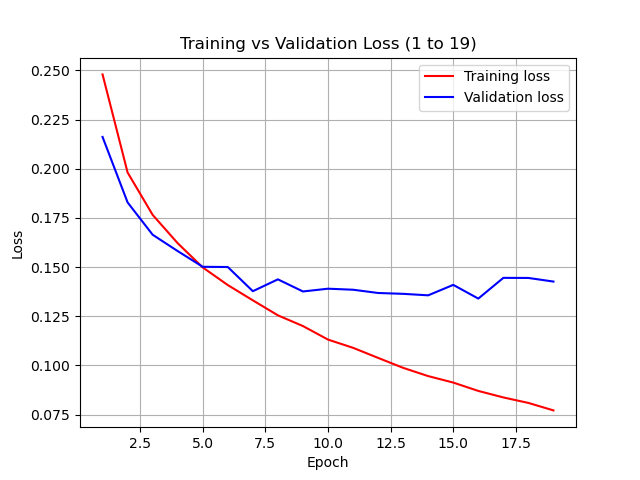 Training vs Validation Loss (1 to 19)
Training loss
Validation loss
0.250
0.225
0.200
0.175
0.150
0.125
0.100
0.075
Loss
2.5 5.0 7.5 10.0 12.5 15.0 17.5
Epoch